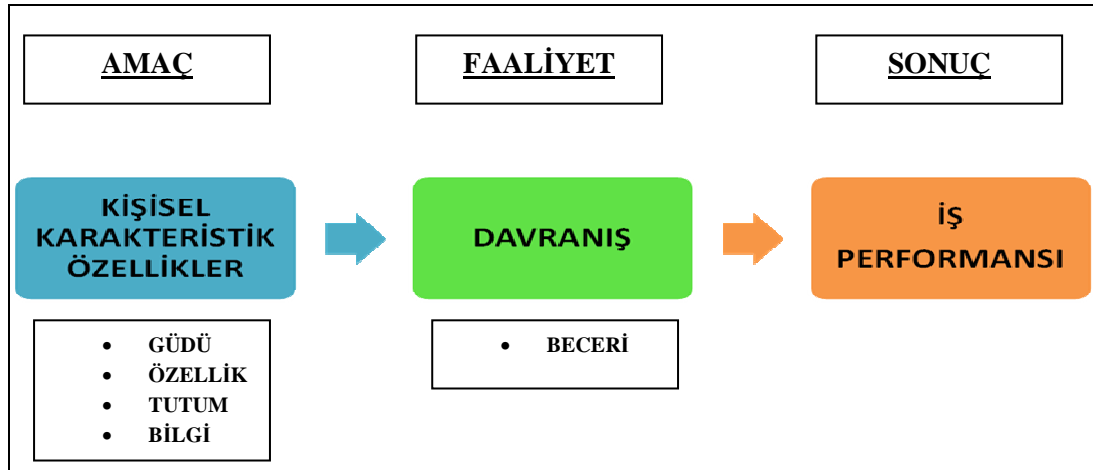 AMAÇ
FAALİYET
SONUÇ
KİŞİSEL
KARAKTERİSTİK
ÖZELLİKLER
DAVRANIŞ
İŞ
PERFORMANSI
• GÜDÜ
• ÖZELLİK
• TUTUM
• BİLGİ
• BECERİ